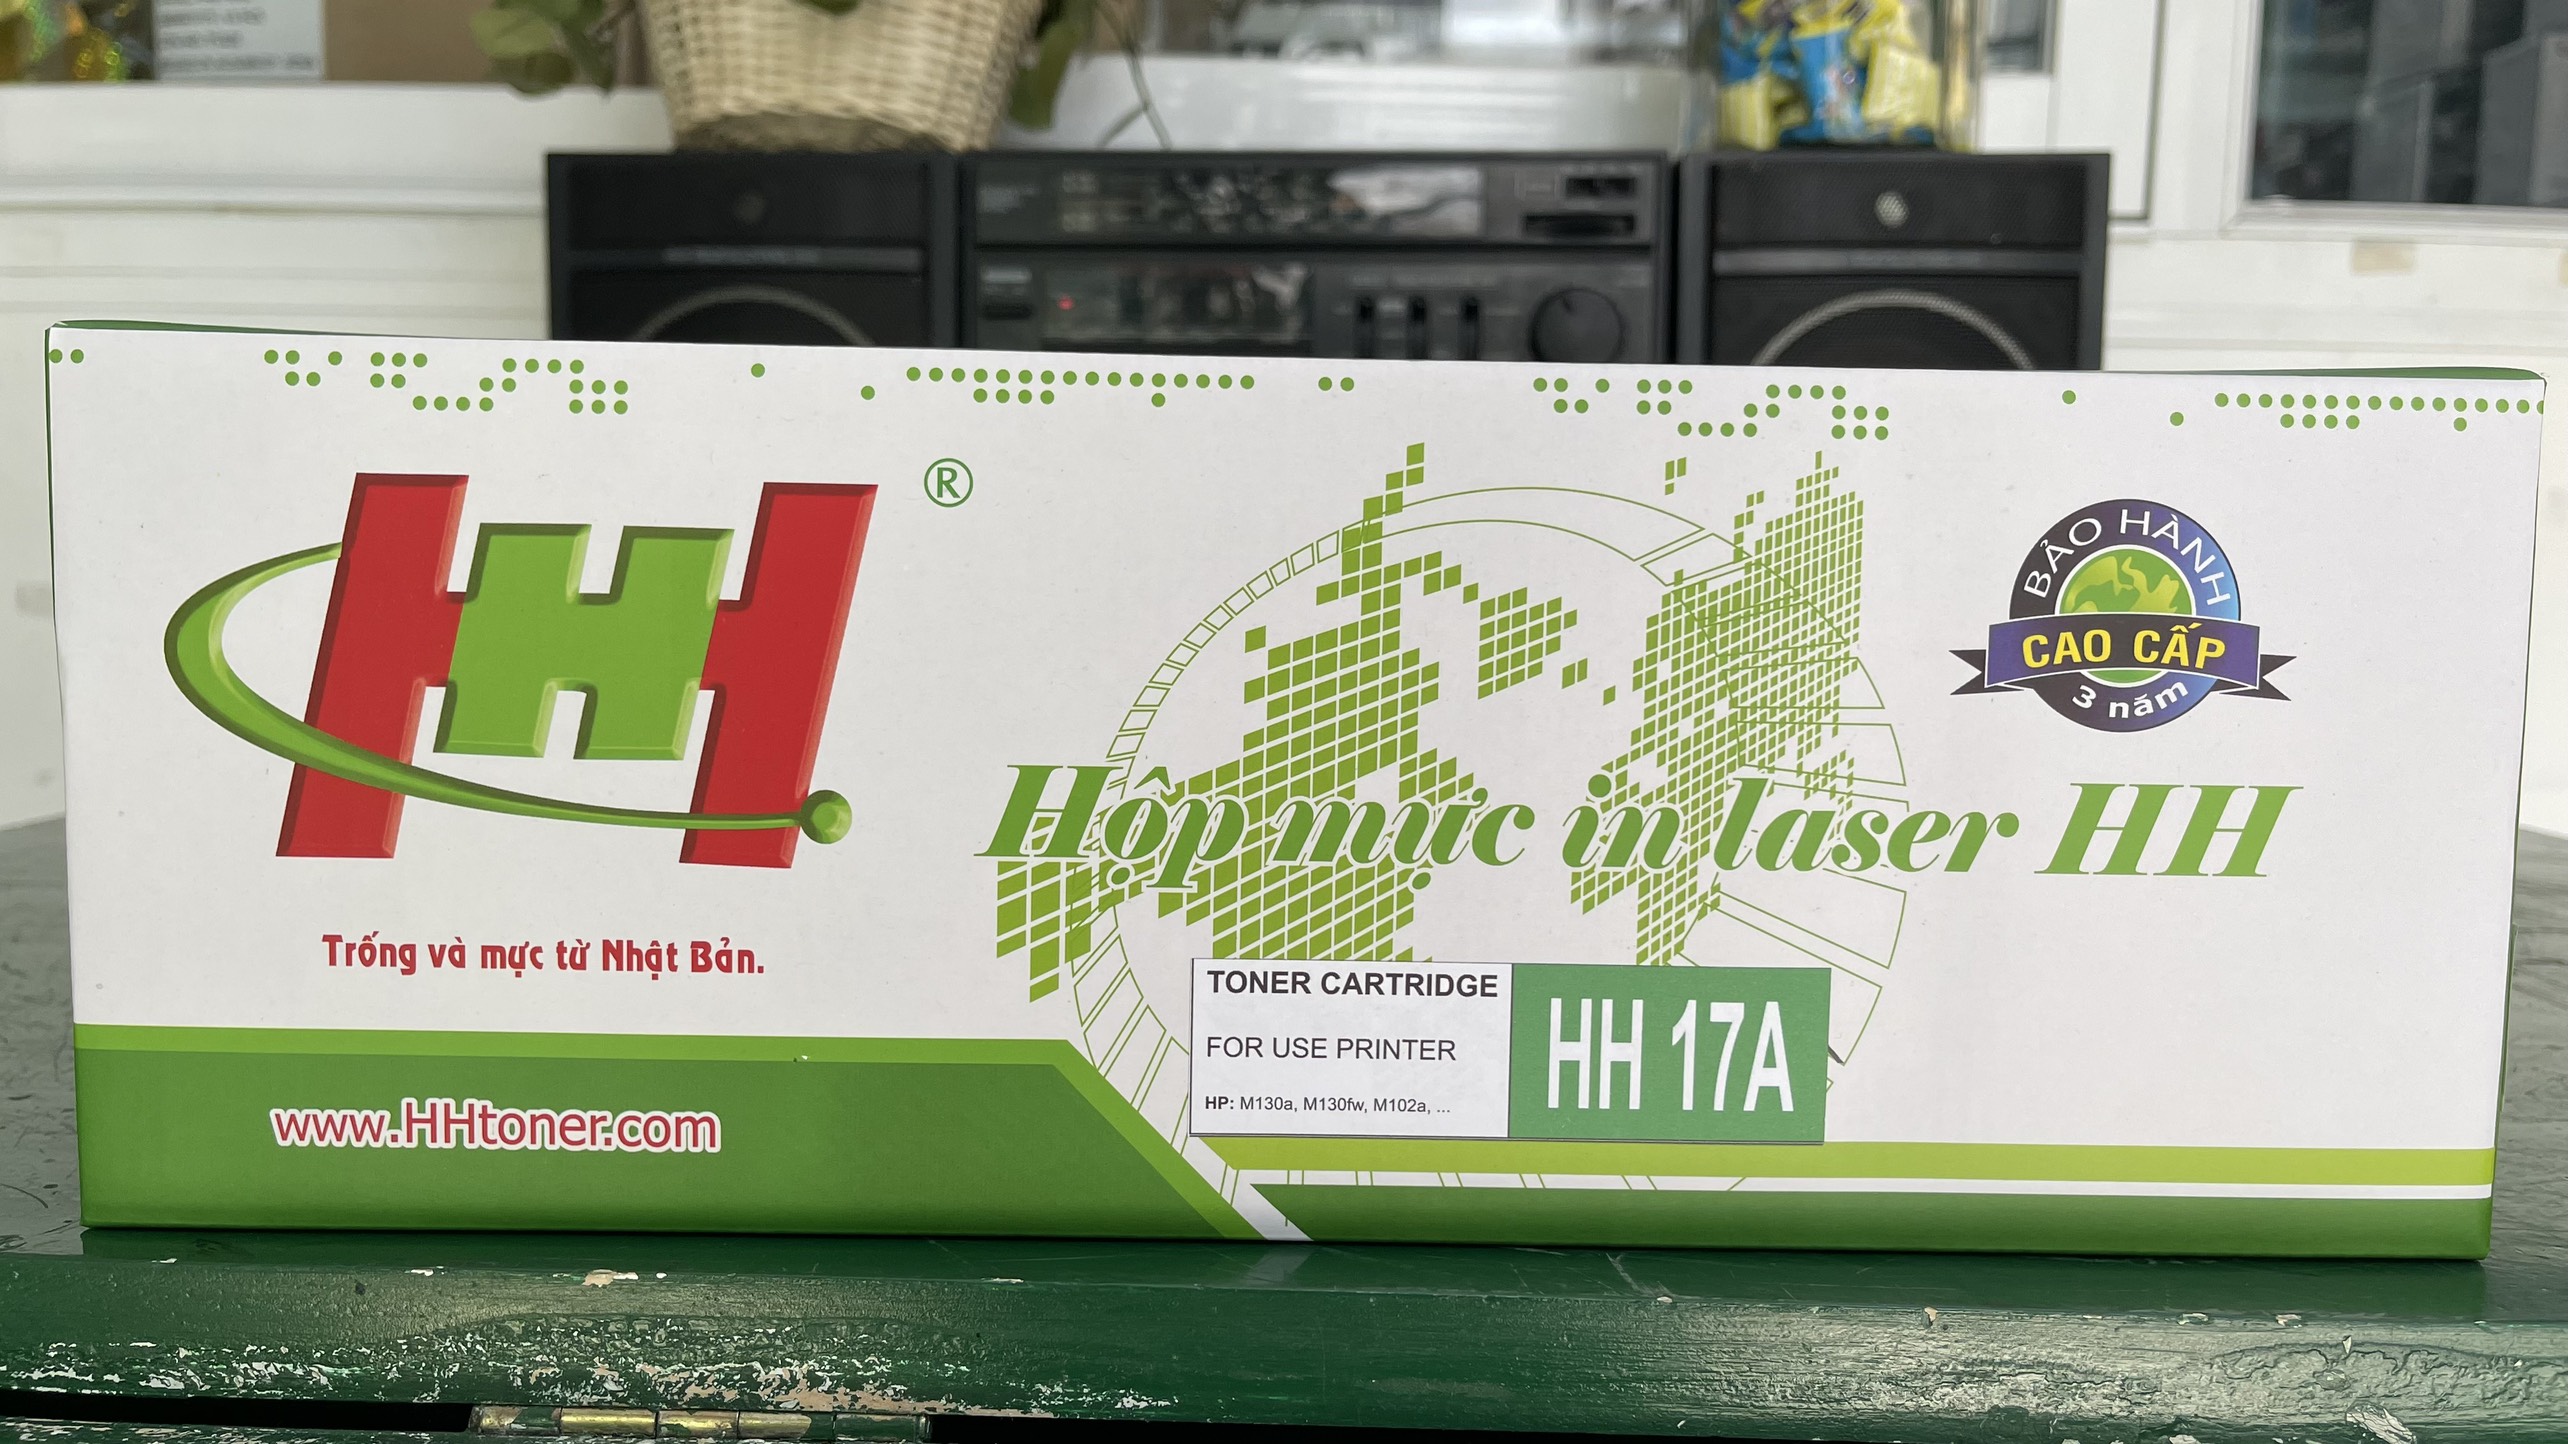 HH ®
BẢO HÀNH
CAO CẤP
3 năm
Hộp mực in laser HH
Trống và mực từ Nhật Bản.
TONER CARTRIDGE
FOR USE PRINTER
HP: M130a, M130fw, M102a, ...
HH 17A
www.HHtoner.com